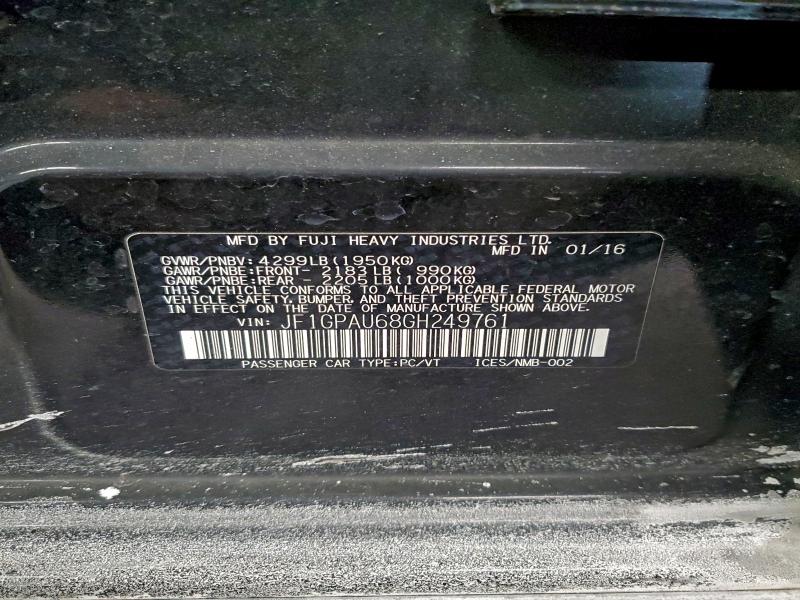 MFD BY FUJI HEAVY INDUSTRIES LTD.
MFD IN 01/16
GVWR/PNBV: 4299LB(1950KG)
GAWR/PNBE:FRONT- 2183LB( 990KG)
GAWR/PNBE:REAR - 2205LB(1000KG)
THIS VEHICLE CONFORMS TO ALL APPLICABLE FEDERAL MOTOR
VEHICLE SAFETY, BUMPER, AND THEFT PREVENTION STANDARDS
IN EFFECT ON THE DATE OF MANUFACTURE SHOWN ABOVE.
VIN: JF1GPAU68GH249761
PASSENGER CAR TYPE:PC/VT ICES/NMB-002